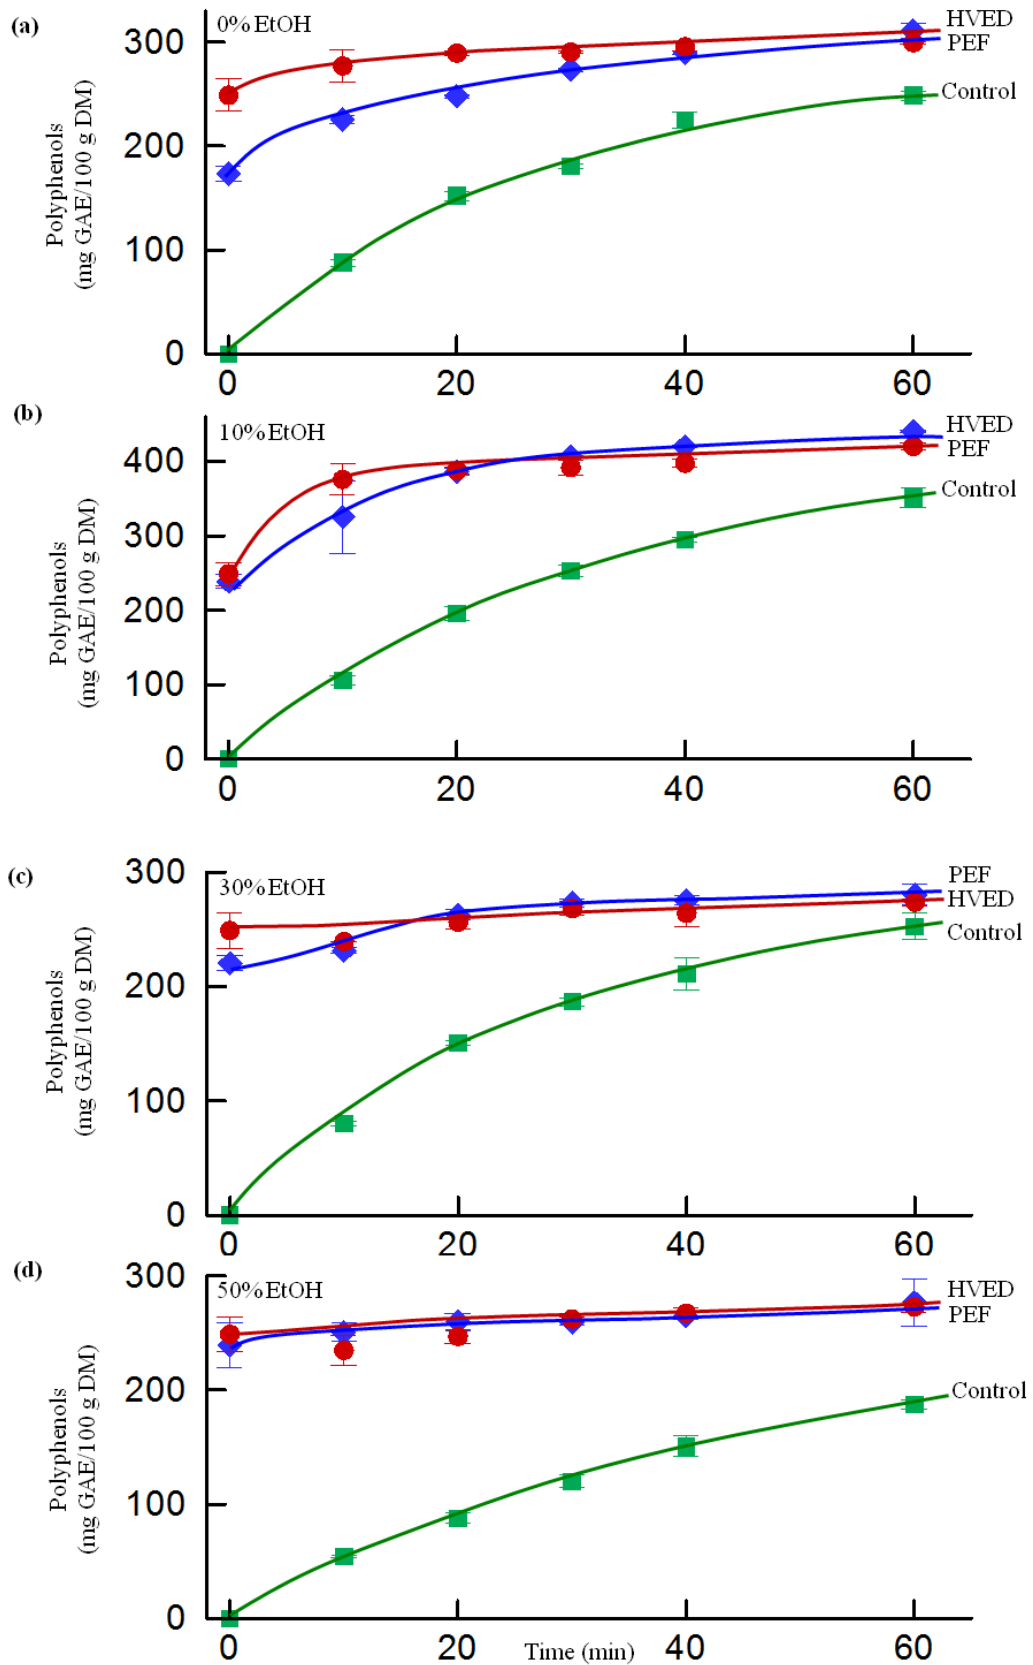 (a)
0% EtOH
HVED
PEF
Control
Polyphenols
(mg GAE/100 g DM)
300
200
100
0
0 20 40 60
(b)
10%EtOH
HVED
PEF
Control
Polyphenols
(mg GAE/100 g DM)
400
300
200
100
0
0 20 40 60
(c)
30%EtOH
PEF
HVED
Control
Polyphenols
(mg GAE/100 g DM)
300
200
100
0
0 20 40 60
(d)
50%EtOH
HVED
PEF
Control
Polyphenols
(mg GAE/100 g DM)
300
200
100
0
0 20 40 60
Time (min)